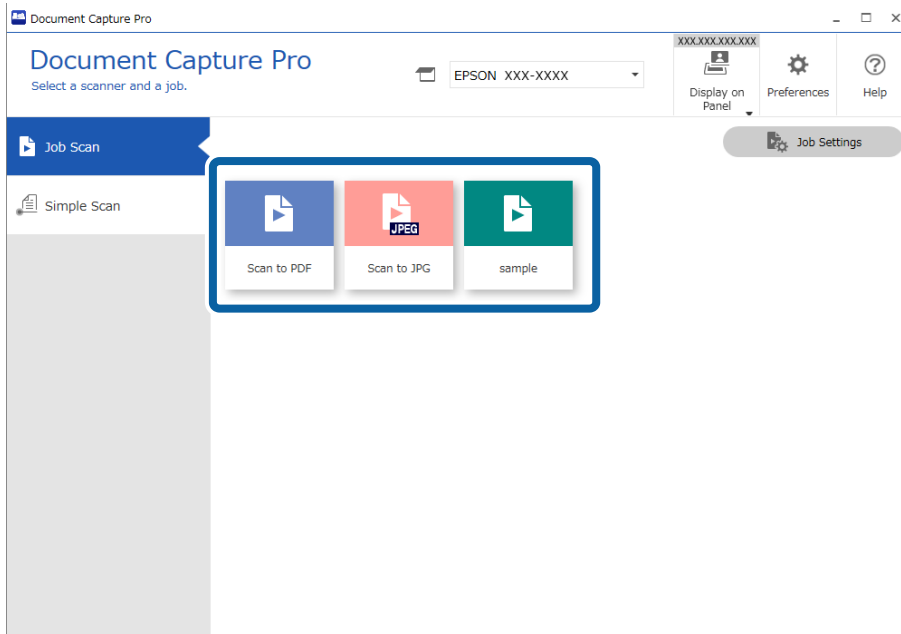 Document Capture Pro
Document Capture Pro
Select a scanner and a job.
EPSON XXX-XXXX
XXX.XXX.XXX.XXX
Display on
Panel
Preferences
Help
Job Scan
Job Settings
Simple Scan
JPEG
Scan to PDF
Scan to JPG
sample